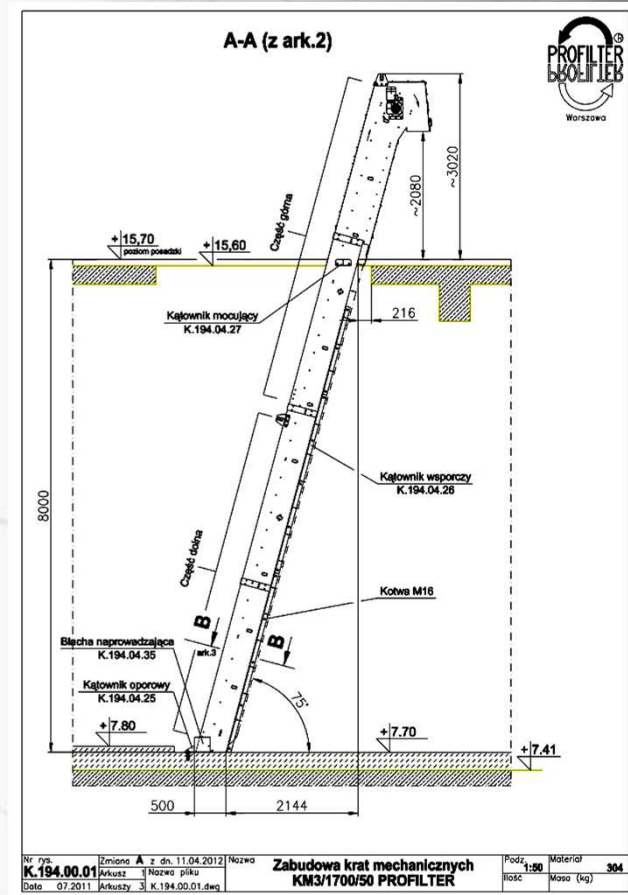 A-A (z ark.2)
PROFILTER
PROFILTER
®
Warszawa
~3020
~2080
Część górna
+15,70
poziom posadzki
+15,60
Kątownik mocujący
K.194.04.27
216
Kątownik wsporczy
K.194.04.26
8000
Część dolna
Kotwa M16
B
ark.3
B
Blacha naprowadzająca
K.194.04.35
Kątownik oporowy
K.194.04.25
75°
+7.80
+7.70
+7.41
500
2144
Nr rys.
K.194.00.01
Data 07.2011
Zmiana A z dn. 11.04.2012
Arkusz 1
Arkuszy 3
Nazwa pliku
K.194.00.01.dwg
Nazwa
Zabudowa krat mechanicznych
KM3/1700/50 PROFILTER
Podz. 1:50
Ilość
Materiał 304
Masa (kg)